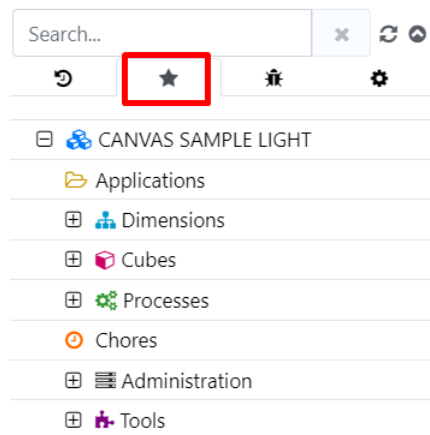 Search...
CANVAS SAMPLE LIGHT
Applications
Dimensions
Cubes
Processes
Chores
Administration
Tools